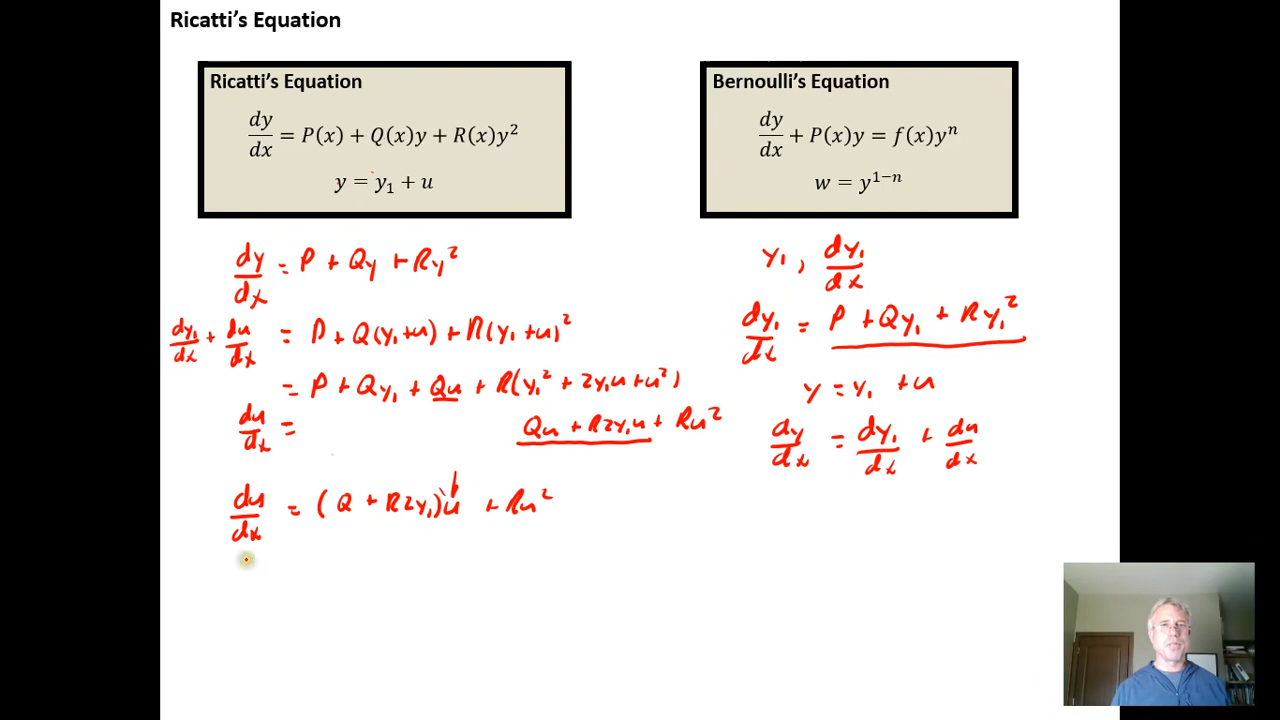 Ricatti's Equation
Ricatti's Equation
dy/dx = P(x) + Q(x)y + R(x)y²
y = y₁ + u
Bernoulli's Equation
dy/dx + P(x)y = f(x)yⁿ
w = y¹⁻ⁿ
dy/dx = P + Qy + Ry²
dy₁/dx + du/dx = P + Q(y₁+u) + R(y₁+u)²
= P + Qy₁ + Qu + R(y₁² + 2y₁u + u²)
du/dx = Qu + R2y₁u + Ru²
du/dx = (Q + R2y₁)u + Ru²
y₁, dy₁/dx
dy₁/dx = P + Qy₁ + Ry₁²
y = y₁ + u
dy/dx = dy₁/dx + du/dx